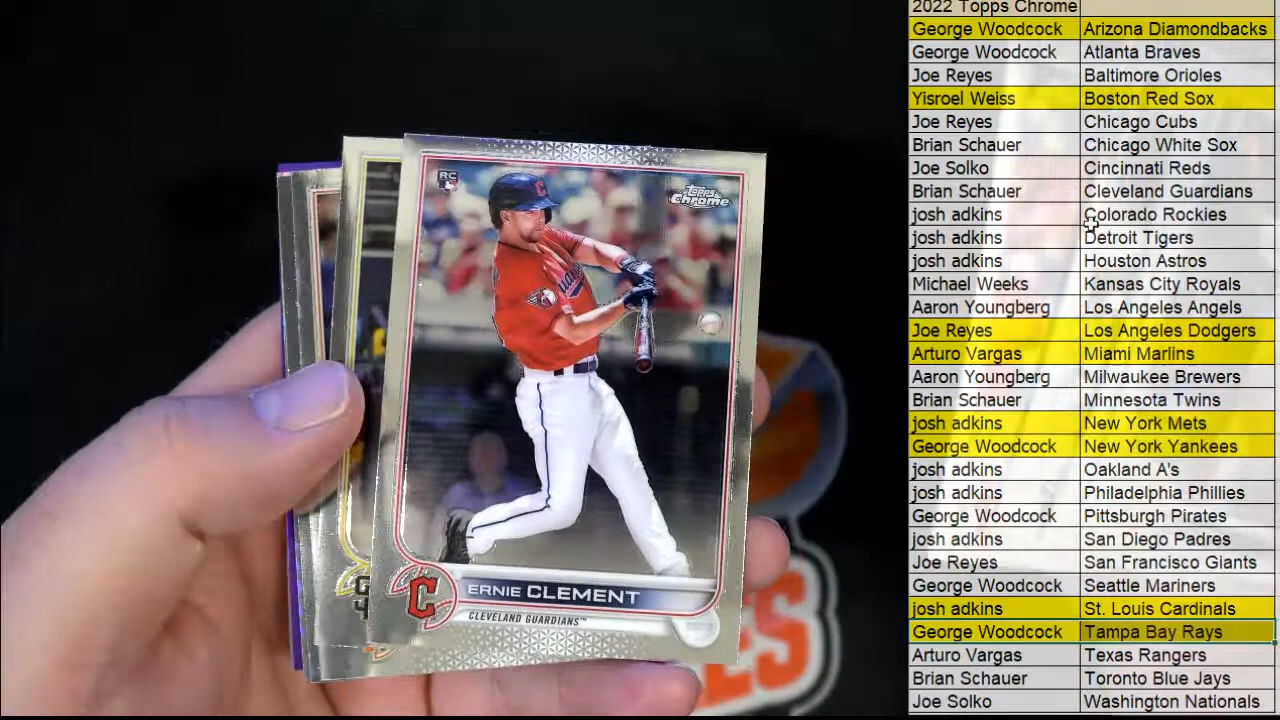 RC
Topps
Chrome
ERNIE CLEMENT
CLEVELAND GUARDIANS™
2022 Topps Chrome
George Woodcock Arizona Diamondbacks
George Woodcock Atlanta Braves
Joe Reyes Baltimore Orioles
Yisroel Weiss Boston Red Sox
Joe Reyes Chicago Cubs
Brian Schauer Chicago White Sox
Joe Solko Cincinnati Reds
Brian Schauer Cleveland Guardians
josh adkins Colorado Rockies
josh adkins Detroit Tigers
josh adkins Houston Astros
Michael Weeks Kansas City Royals
Aaron Youngberg Los Angeles Angels
Joe Reyes Los Angeles Dodgers
Arturo Vargas Miami Marlins
Aaron Youngberg Milwaukee Brewers
Brian Schauer Minnesota Twins
josh adkins New York Mets
George Woodcock New York Yankees
josh adkins Oakland A's
josh adkins Philadelphia Phillies
George Woodcock Pittsburgh Pirates
josh adkins San Diego Padres
Joe Reyes San Francisco Giants
George Woodcock Seattle Mariners
josh adkins St. Louis Cardinals
George Woodcock Tampa Bay Rays
Arturo Vargas Texas Rangers
Brian Schauer Toronto Blue Jays
Joe Solko Washington Nationals